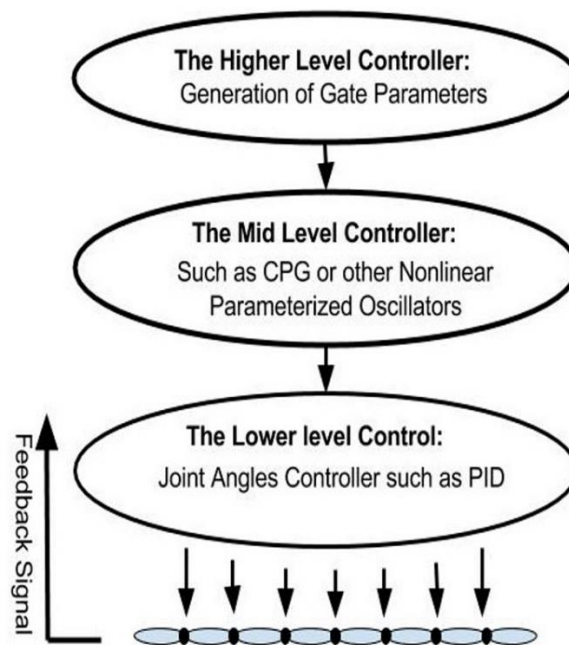 The Higher Level Controller:
Generation of Gate Parameters
The Mid Level Controller:
Such as CPG or other Nonlinear
Parameterized Oscillators
The Lower level Control:
Joint Angles Controller such as PID
Feedback Signal